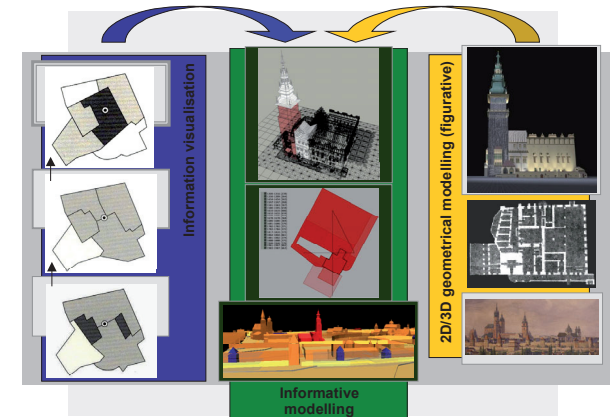 Information visualisation
2D/3D geometrical modelling (figurative)
Informative
modelling